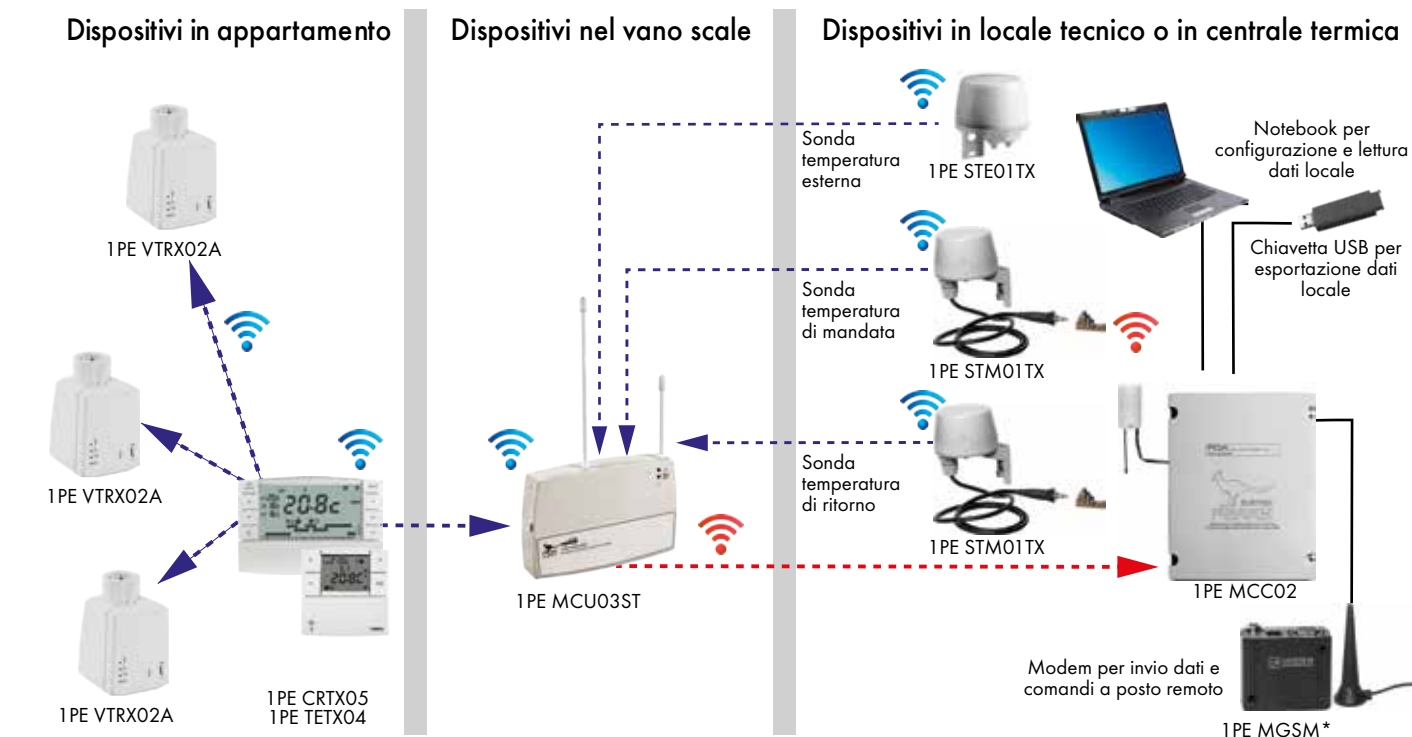 Dispositivi in appartamento
Dispositivi nel vano scale
Dispositivi in locale tecnico o in centrale termica
1PE VTRX02A
1PE VTRX02A
1PE VTRX02A
20.8c
20.8c
1PE CRTX05
1PE TETX04
1PE MCU03ST
Sonda
temperatura
esterna
1PE STE01TX
Sonda
temperatura
di mandata
1PE STM01TX
Sonda
temperatura
di ritorno
1PE STM01TX
Notebook per
configurazione e lettura
dati locale
Chiavetta USB per
esportazione dati
locale
1PE MCC02
Modem per invio dati e
comandi a posto remoto
1PE MGSM*